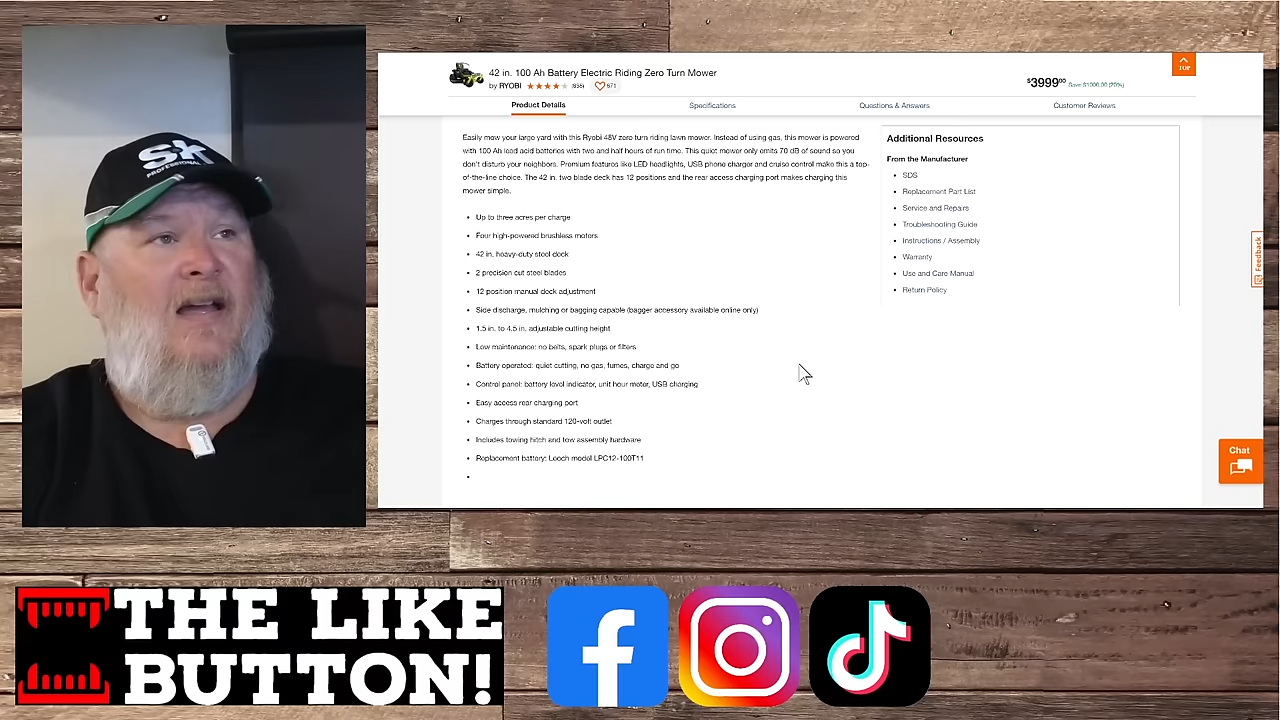 SK
PROFESSIONAL
42 in. 100 Ah Battery Electric Riding Zero Turn Mower
by RYOBI
(858)
671
$3999.00 Save $1000.00 (20%)
TOP
Product Details
Specifications
Questions & Answers
Customer Reviews
Easily mow your large yard with this Ryobi 48V zero turn riding lawn mower. Instead of using gas, this mower is powered
with 100 Ah lead acid batteries with two and half hours of run time. This quiet mower only emits 70 dB of sound so you
don't disturb your neighbors. Premium features like LED headlights, USB phone charger and cruise control make this a top-
of-the-line choice. The 42 in. two blade deck has 12 positions and the rear access charging port makes charging this
mower simple.
Up to three acres per charge
Four high-powered brushless motors
42 in. heavy-duty steel deck
2 precision cut steel blades
12 position manual deck adjustment
Side discharge, mulching or bagging capable (bagger accessory available online only)
1.5 in. to 4.5 in. adjustable cutting height
Low maintenance: no belts, spark plugs or filters
Battery operated: quiet cutting, no gas, fumes, charge and go
Control panel: battery level indicator, unit hour meter, USB charging
Easy access rear charging port
Charges through standard 120-volt outlet
Includes towing hitch and tow assembly hardware
Replacement battery: Leoch model LPC12-100T11
Additional Resources
From the Manufacturer
SDS
Replacement Part List
Service and Repairs
Troubleshooting Guide
Instructions / Assembly
Warranty
Use and Care Manual
Return Policy
Feedback
Chat
THE LIKE
BUTTON!